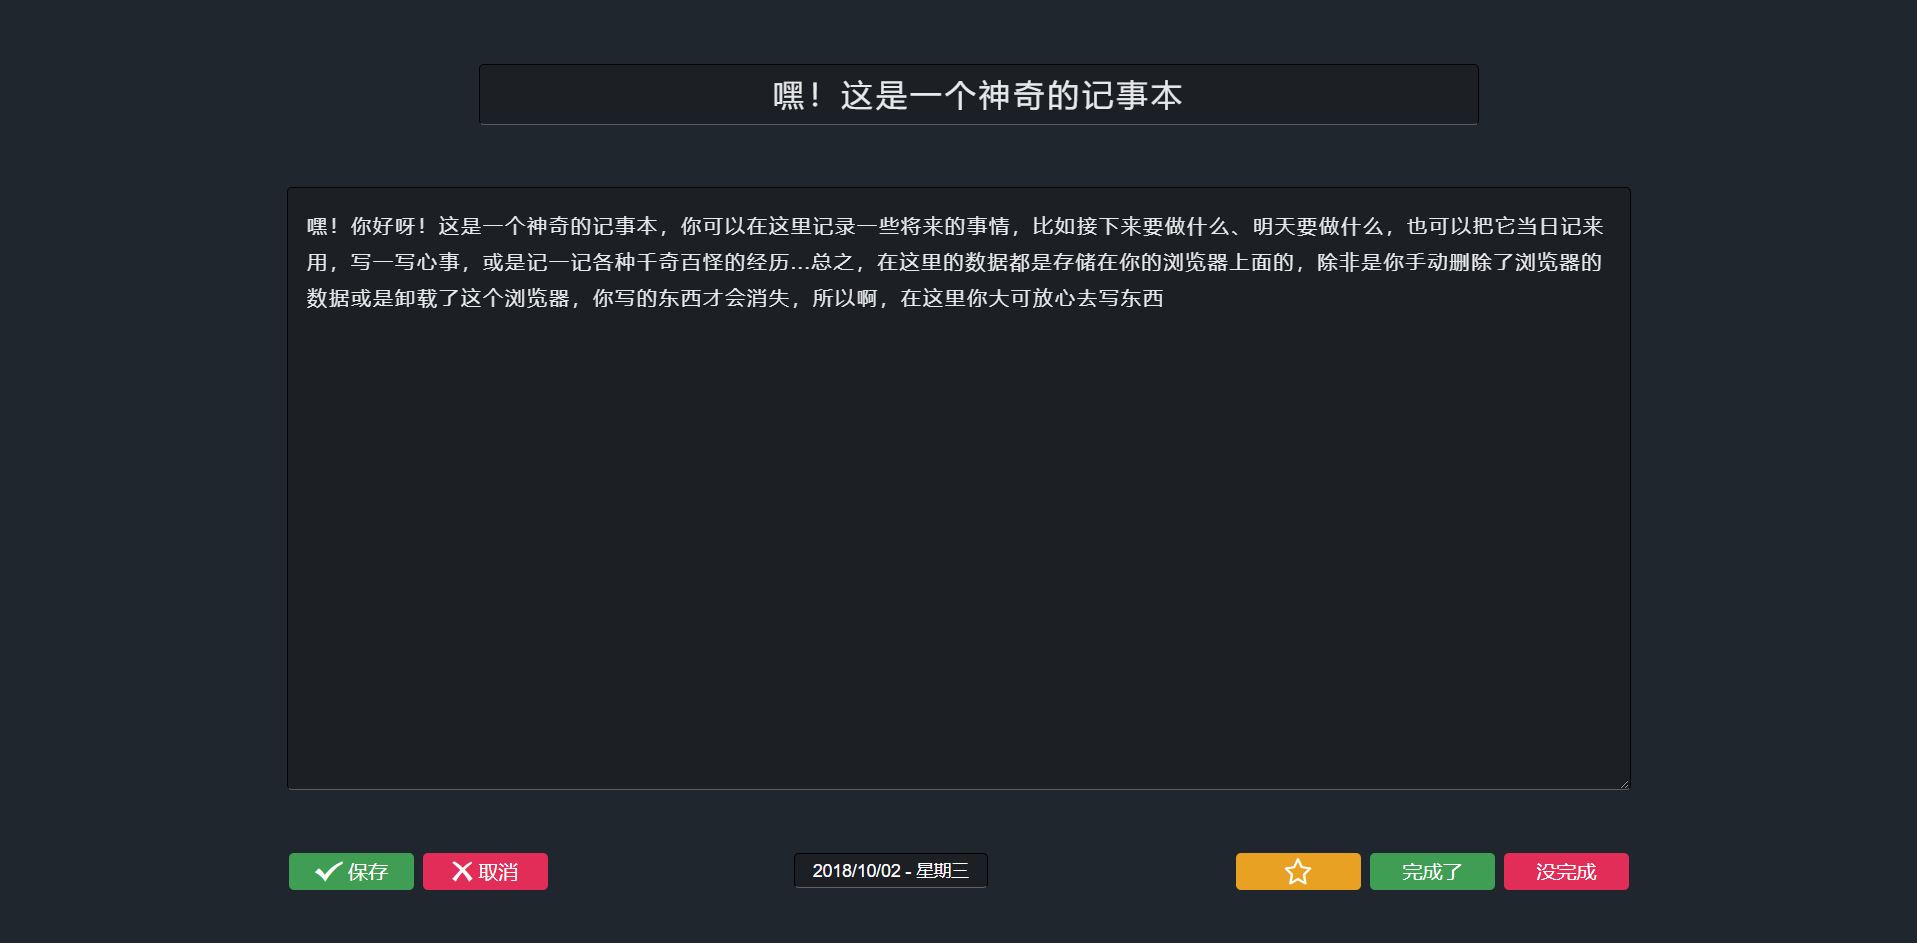 嘿！这是一个神奇的记事本
嘿！你好呀！这是一个神奇的记事本，你可以在这里记录一些将来的事情，比如接下来要做什么、明天要做什么，也可以把它当日记来
用，写一写心事，或是记一记各种千奇百怪的经历...总之，在这里的数据都是存储在你的浏览器上面的，除非是你手动删除了浏览器的
数据或是卸载了这个浏览器，你写的东西才会消失，所以啊，在这里你大可放心去写东西
保存 取消 2018/10/02 - 星期三 完成了 没完成